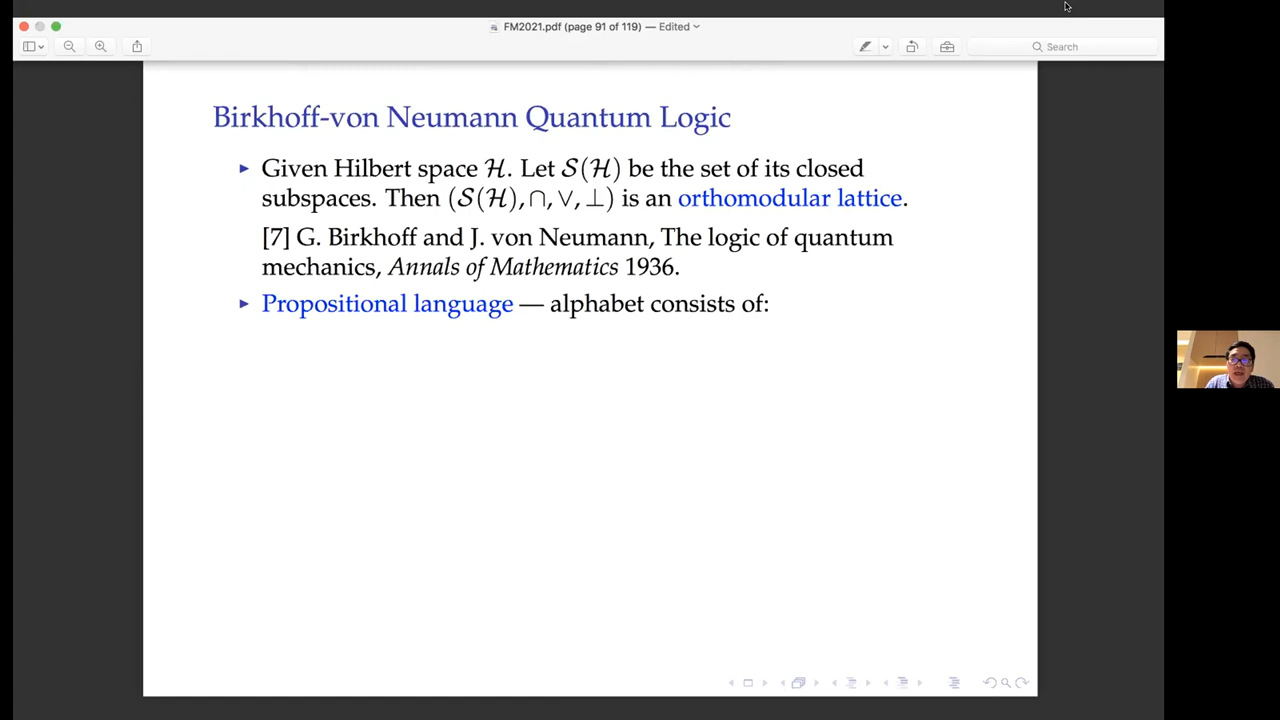 FM2021.pdf (page 91 of 119) — Edited
Search
Birkhoff-von Neumann Quantum Logic
▸ Given Hilbert space ℋ. Let 𝒮(ℋ) be the set of its closed
subspaces. Then (𝒮(ℋ), ∩, ∨, ⊥) is an orthomodular lattice.
[7] G. Birkhoff and J. von Neumann, The logic of quantum
mechanics, Annals of Mathematics 1936.
▸ Propositional language — alphabet consists of: